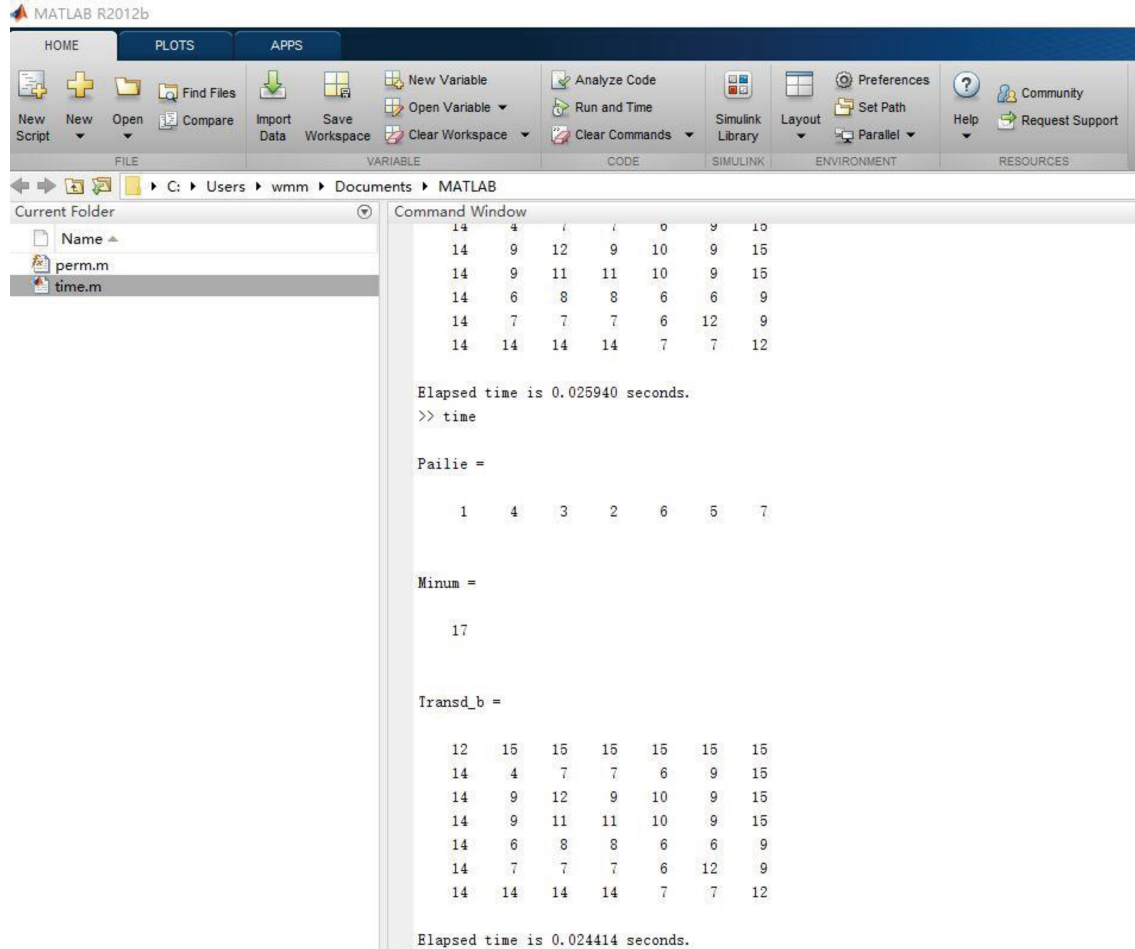 MATLAB R2012b
HOME PLOTS APPS
New Script
New
Open
Find Files
Compare
Import Data
Save Workspace
New Variable
Open Variable
Clear Workspace
Analyze Code
Run and Time
Clear Commands
Simulink Library
Layout
Preferences
Set Path
Parallel
Help
Community
Request Support
FILE VARIABLE CODE SIMULINK ENVIRONMENT RESOURCES
C: Users wmm Documents MATLAB
Current Folder
Name
perm.m
time.m
Command Window
14 4 7 7 6 9 15
14 9 12 9 10 9 15
14 9 11 11 10 9 15
14 6 8 8 6 6 9
14 7 7 7 6 12 9
14 14 14 14 7 7 12
Elapsed time is 0.025940 seconds.
>> time
Pailie =
1 4 3 2 6 5 7
Minum =
17
Transd_b =
12 15 15 15 15 15 15
14 4 7 7 6 9 15
14 9 12 9 10 9 15
14 9 11 11 10 9 15
14 6 8 8 6 6 9
14 7 7 7 6 12 9
14 14 14 14 7 7 12
Elapsed time is 0.024414 seconds.